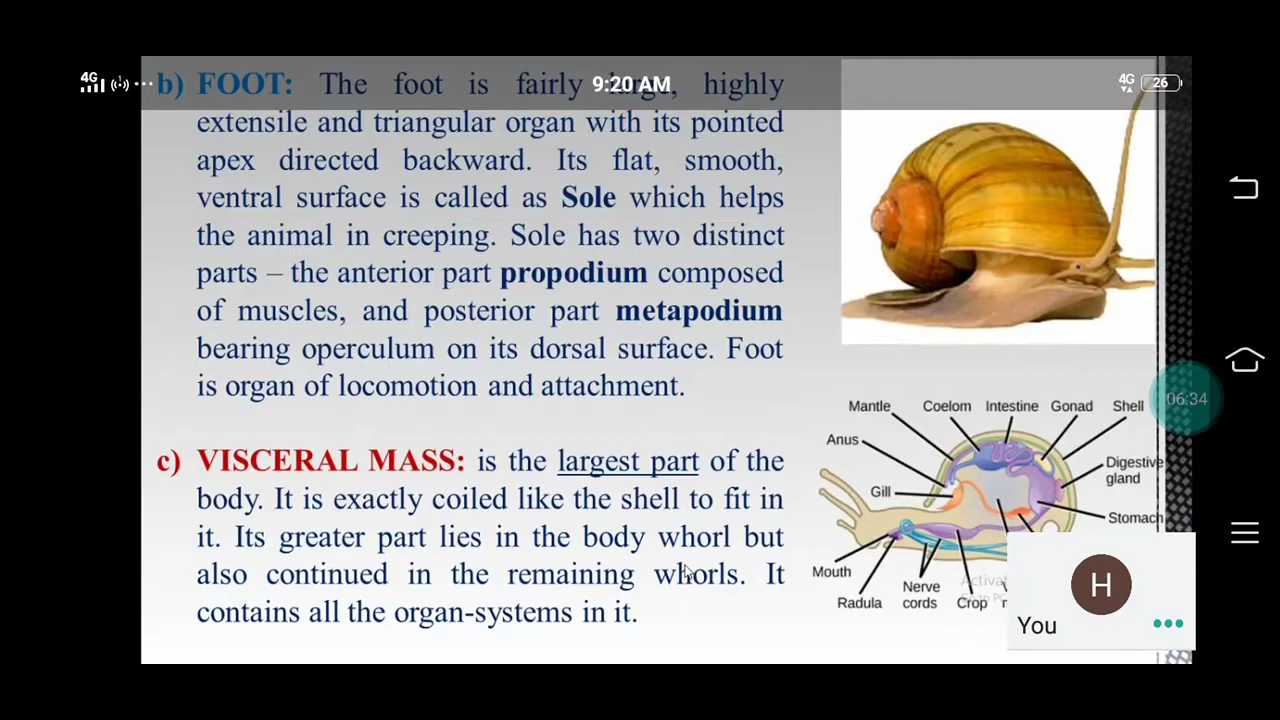 4G
9:20 AM
4G
26
b) FOOT: The foot is fairly large, highly
extensile and triangular organ with its pointed
apex directed backward. Its flat, smooth,
ventral surface is called as Sole which helps
the animal in creeping. Sole has two distinct
parts – the anterior part propodium composed
of muscles, and posterior part metapodium
bearing operculum on its dorsal surface. Foot
is organ of locomotion and attachment.
c) VISCERAL MASS: is the largest part of the
body. It is exactly coiled like the shell to fit in
it. Its greater part lies in the body whorl but
also continued in the remaining whorls. It
contains all the organ-systems in it.
06:34
Mantle
Coelom
Intestine
Gonad
Shell
Anus
Digestive
gland
Gill
Stomach
Mouth
Radula
Nerve
cords
Crop
H
You